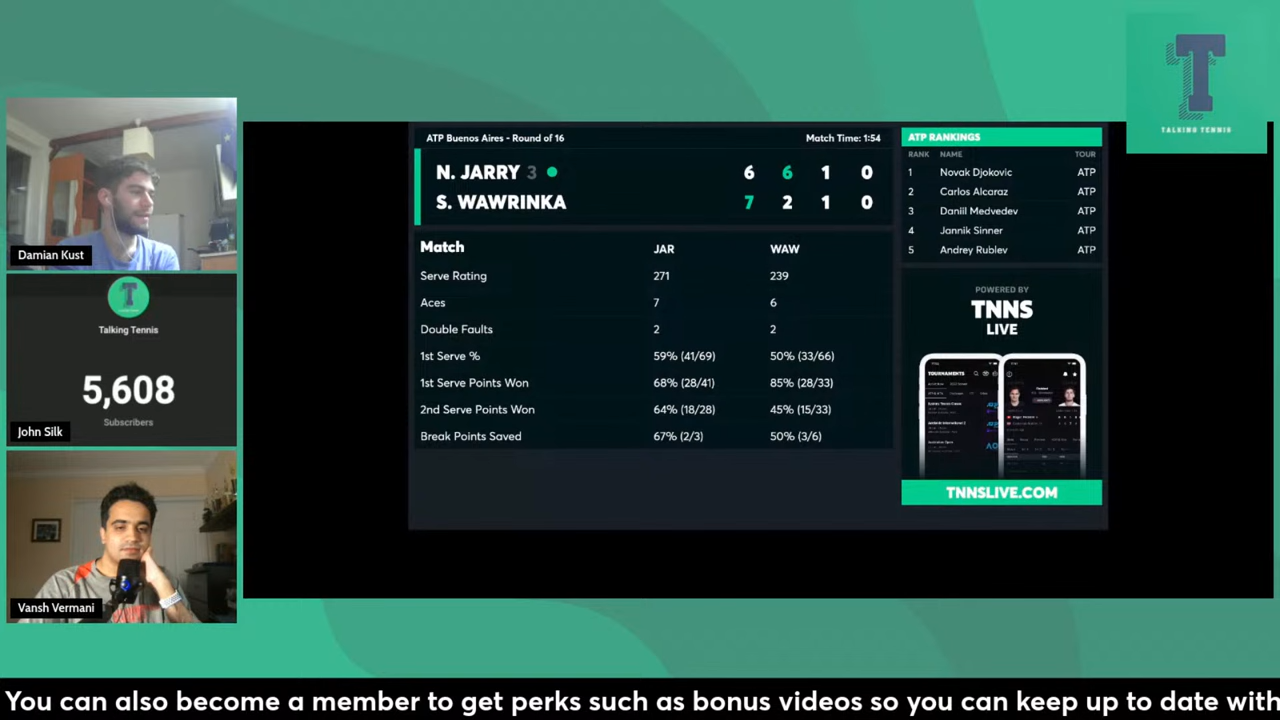 TALKING TENNIS
Damian Kust
Talking Tennis
5,608
Subscribers
John Silk
Vansh Vermani
ATP Buenos Aires - Round of 16 Match Time: 1:54
N. JARRY 3 6 6 1 0
S. WAWRINKA 7 2 1 0
Match JAR WAW
Serve Rating 271 239
Aces 7 6
Double Faults 2 2
1st Serve % 59% (41/69) 50% (33/66)
1st Serve Points Won 68% (28/41) 85% (28/33)
2nd Serve Points Won 64% (18/28) 45% (15/33)
Break Points Saved 67% (2/3) 50% (3/6)
ATP RANKINGS
RANK NAME TOUR
1 Novak Djokovic ATP
2 Carlos Alcaraz ATP
3 Daniil Medvedev ATP
4 Jannik Sinner ATP
5 Andrey Rublev ATP
POWERED BY
TNNS
LIVE
TOURNAMENTS
TNNSLIVE.COM
You can also become a member to get perks such as bonus videos so you can keep up to date with